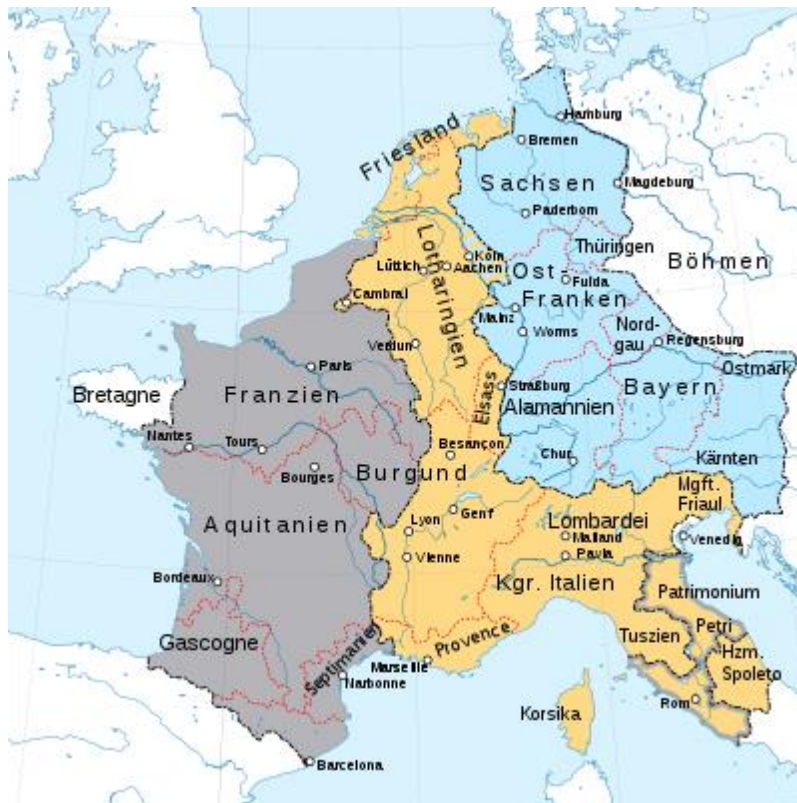 Hamburg
Bremen
Friesland
Sachsen
Magdeburg
Paderborn
Thüringen
Böhmen
Köln
Lüttich
Aachen
Lotharingien
Ost-
Franken
Fulda
Cambrai
Mainz
Worms
Nord-
gau
Regensburg
Verdun
Paris
Ostmark
Bretagne
Franzien
Elsass
Straßburg
Alamannien
Bayern
Nantes
Tours
Besançon
Bourges
Burgund
Chur
Kärnten
Mgft.
Friaul
Aquitanien
Lyon
Genf
Lombardei
Mailand
Venedig
Vienne
Pavia
Kgr. Italien
Bordeaux
Patrimonium
Petri
Gascogne
Septimanien
Provence
Marseille
Narbonne
Tuszien
Hzm.
Spoleto
Korsika
Rom
Barcelona